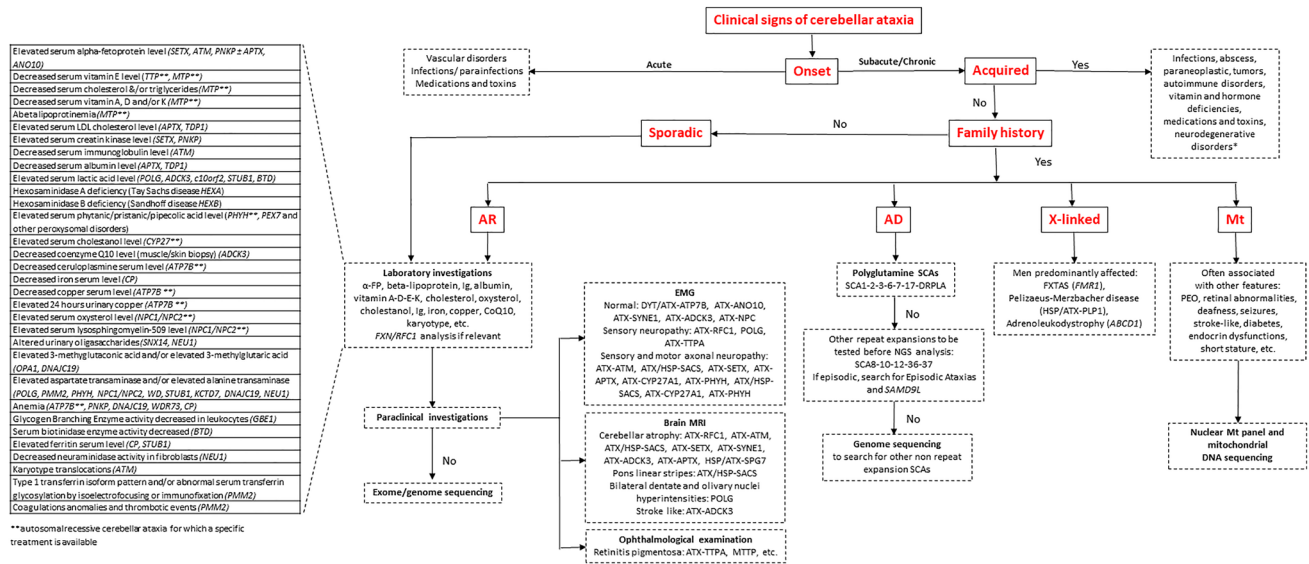 Clinical signs of cerebellar ataxia
Onset
Acute
Vascular disorders
Infections/ parainfections
Medications and toxins
Subacute/Chronic
Acquired
Yes
Infections, abscess,
paraneoplastic, tumors,
autoimmune disorders,
vitamin and hormone
deficiencies,
medications and toxins,
neurodegenerative
disorders*
No
Family history
No
Sporadic
Yes
AR
AD
X-linked
Mt
Elevated serum alpha-fetoprotein level (SETX, ATM, PNKP ± APTX,
ANO10)
Decreased serum vitamin E level (TTP**, MTP**)
Decreased serum cholesterol &/or triglycerides (MTP**)
Decreased serum vitamin A, D and/or K (MTP**)
Abetalipoprotinemia (MTP**)
Elevated serum LDL cholesterol level (APTX, TDP1)
Elevated serum creatin kinase level (SETX, PNKP)
Decreased serum immunoglobulin level (ATM)
Decreased serum albumin level (APTX, TDP1)
Elevated serum lactic acid level (POLG, ADCK3, c10orf2, STUB1, BTD)
Hexosaminidase A deficiency (Tay Sachs disease HEXA)
Hexosaminidase B deficiency (Sandhoff disease HEXB)
Elevated serum phytanic/pristanic/pipecolic acid level (PHYH**, PEX7 and
other peroxysomal disorders)
Elevated serum cholestanol level (CYP27**)
Decreased coenzyme Q10 level (muscle/skin biopsy) (ADCK3)
Decreased ceruloplasmine serum level (ATP7B**)
Decreased iron serum level (CP)
Decreased copper serum level (ATP7B **)
Elevated 24 hours urinary copper (ATP7B **)
Elevated serum oxysterol level (NPC1/NPC2**)
Elevated serum lysosphingomyelin-509 level (NPC1/NPC2**)
Altered urinary oligasaccharides (SNX14, NEU1)
Elevated 3-methyglutaconic acid and/or elevated 3-methylglutaric acid
(OPA1, DNAJC19)
Elevated aspartate transaminase and/or elevated alanine transaminase
(POLG, PMM2, PHYH, NPC1/NPC2, WD, STUB1, KCTD7, DNAJC19, NEU1)
Anemia (ATP7B**, PNKP, DNAJC19, WDR73, CP)
Glycogen Branching Enzyme activity decreased in leukocytes (GBE1)
Serum biotinidase enzyme activity decreased (BTD)
Elevated ferritin serum level (CP, STUB1)
Decreased neuraminidase activity in fibroblasts (NEU1)
Karyotype translocations (ATM)
Type 1 transferrin isoform pattern and/or abnormal serum transferrin
glycosylation by isoelectrofocusing or immunofixation (PMM2)
Coagulations anomalies and thrombotic events (PMM2)
**autosomal recessive cerebellar ataxia for which a specific
treatment is available
Laboratory investigations
α-FP, beta-lipoprotein, Ig, albumin,
vitamin A-D-E-K, cholesterol, oxysterol,
cholestanol, Ig, iron, copper, CoQ10,
karyotype, etc.
FXN/RFC1 analysis if relevant
Paraclinical investigations
No
Exome/genome sequencing
EMG
Normal: DYT/ATX-ATP7B, ATX-ANO10,
ATX-SYNE1, ATX-ADCK3, ATX-NPC
Sensory neuropathy: ATX-RFC1, POLG,
ATX-TTPA
Sensory and motor axonal neuropathy:
ATX-ATM, ATX/HSP-SACS, ATX-SETX, ATX-
APTX, ATX-CYP27A1, ATX-PHYH, ATX/HSP-
SACS, ATX-CYP27A1, ATX-PHYH
Brain MRI
Cerebellar atrophy: ATX-RFC1, ATX-ATM,
ATX/HSP-SACS, ATX-SETX, ATX-SYNE1,
ATX-ADCK3, ATX-APTX, HSP/ATX-SPG7
Pons linear stripes: ATX/HSP-SACS
Bilateral dentate and olivary nuclei
hyperintensities: POLG
Stroke like: ATX-ADCK3
Ophthalmological examination
Retinitis pigmentosa: ATX-TTPA, MTTP, etc.
Polyglutamine SCAs
SCA1-2-3-6-7-17-DRPLA
No
Other repeat expansions to be
tested before NGS analysis:
SCA8-10-12-36-37
If episodic, search for Episodic Ataxias
and SAMD9L
No
Genome sequencing
to search for other non repeat
expansion SCAs
Men predominantly affected:
FXTAS (FMR1),
Pelizaeus-Merzbacher disease
(HSP/ATX-PLP1),
Adrenoleukodystrophy (ABCD1)
Often associated
with other features:
PEO, retinal abnormalities,
deafness, seizures,
stroke-like, diabetes,
endocrin dysfunctions,
short stature, etc.
Nuclear Mt panel and
mitochondrial
DNA sequencing